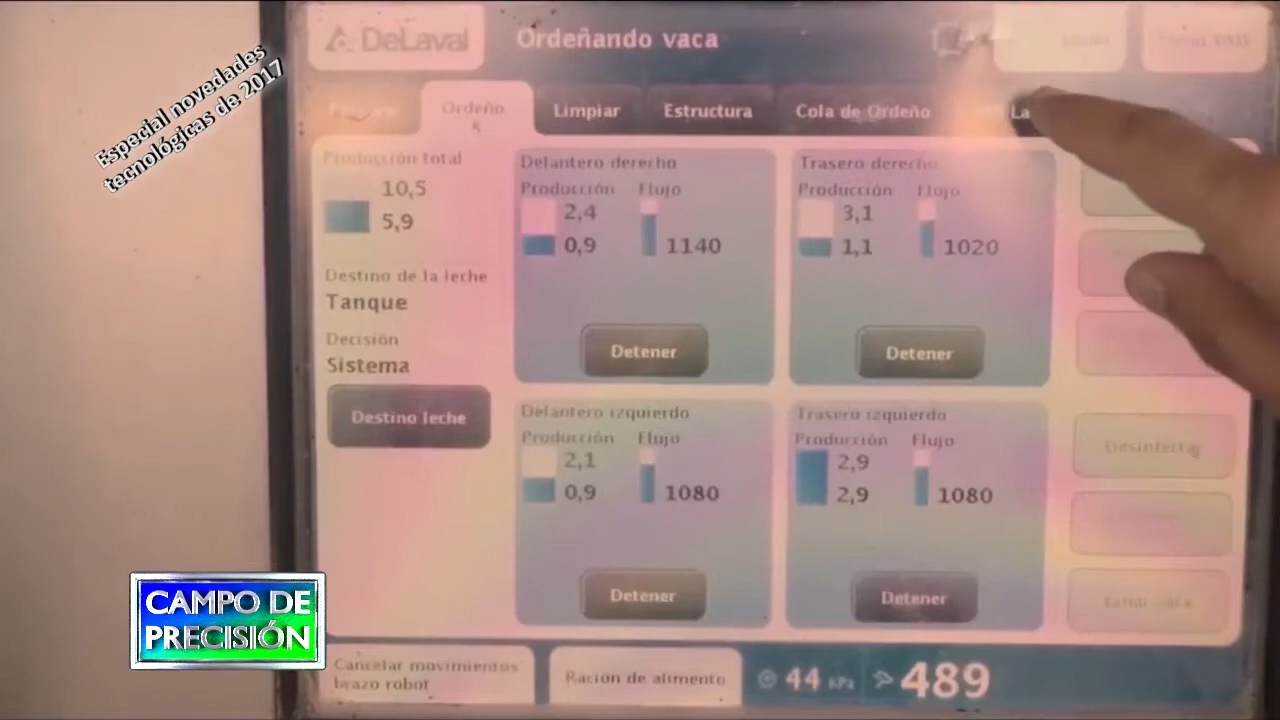 Especial novedades
tecnológicas de 2017
DeLaval
Ordeñando vaca
Ordeño
Limpiar
Estructura
Cola de Ordeño
La
Producción total
10,5
5,9
Destino de la leche
Tanque
Decisión
Sistema
Destino leche
Delantero derecho
Producción Flujo
2,4
0,9 1140
Detener
Trasero derecho
Producción Flujo
3,1
1,1 1020
Detener
Delantero izquierdo
Producción Flujo
2,1
0,9 1080
Detener
Trasero izquierdo
Producción Flujo
2,9
2,9 1080
Detener
Desinfectar
CAMPO DE
PRECISIÓN
Cancelar movimientos
brazo robot
Ración de alimento
44 kPa
489